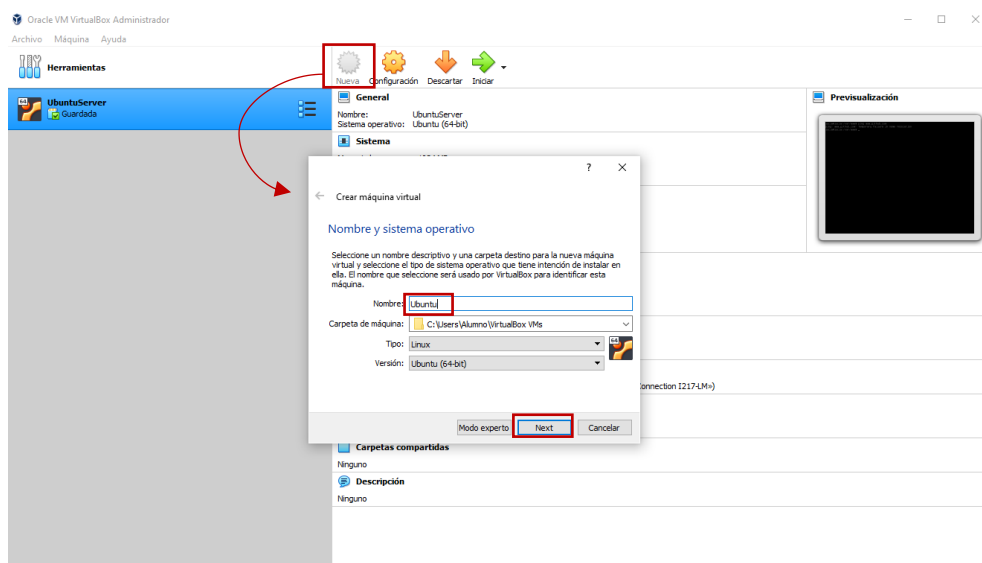 Oracle VM VirtualBox Administrador
Archivo Máquina Ayuda
Herramientas
Nueva Configuración Descartar Iniciar
UbuntuServer
Guardada
General
Nombre: UbuntuServer
Sistema operativo: Ubuntu (64-bit)
Sistema
Previsualización
Crear máquina virtual
Nombre y sistema operativo
Seleccione un nombre descriptivo y una carpeta destino para la nueva máquina
virtual y seleccione el tipo de sistema operativo que tiene intención de instalar en
ella. El nombre que seleccione será usado por VirtualBox para identificar esta
máquina.
Nombre: Ubuntu
Carpeta de máquina: C:\Users\Alumno\VirtualBox VMs
Tipo: Linux
64
Versión: Ubuntu (64-bit)
Connection I217-LM»)
Modo experto Next Cancelar
Carpetas compartidas
Ninguno
Descripción
Ninguno